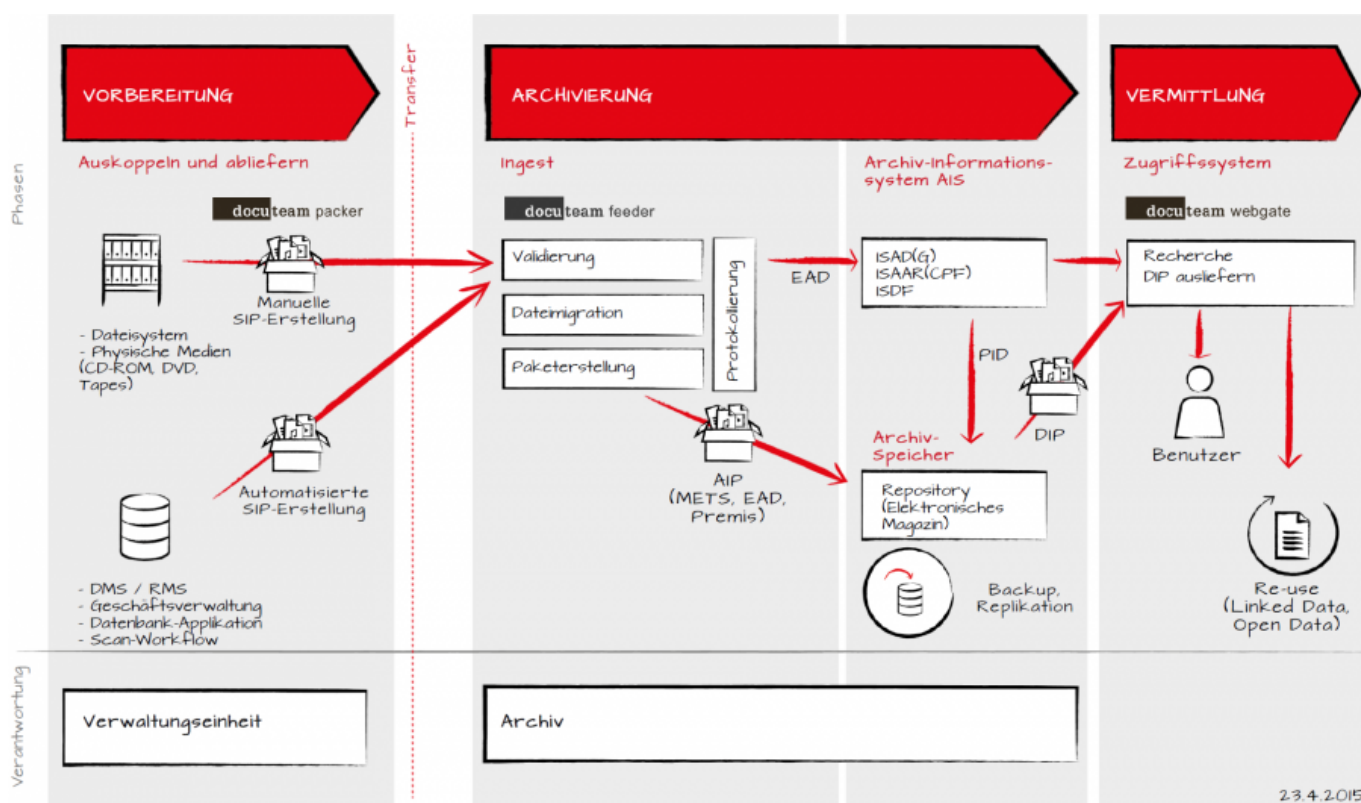 VORBEREITUNG
Transfer
ARCHIVIERUNG
VERMITTLUNG
Phasen
Auskoppeln und abliefern
Ingest
Archiv-Informations-
system AIS
Zugriffssystem
docuteam packer
docuteam feeder
docuteam webgate
Manuelle
SIP-Erstellung
- Dateisystem
- Physische Medien
(CD-ROM, DVD,
Tapes)
Automatisierte
SIP-Erstellung
- DMS / RMS
- Geschäftsverwaltung
- Datenbank-Applikation
- Scan-Workflow
Validierung
Dateimigration
Paketerstellung
Protokollierung
EAD
AIP
(METS, EAD,
Premis)
ISAD(G)
ISAAR(CPF)
ISDF
PID
Archiv-
Speicher
Repository
(Elektronisches
Magazin)
Backup,
Replikation
DIP
Recherche
DIP ausliefern
Benutzer
Re-use
(Linked Data,
Open Data)
Verantwortung
Verwaltungseinheit
Archiv
23.4.2015